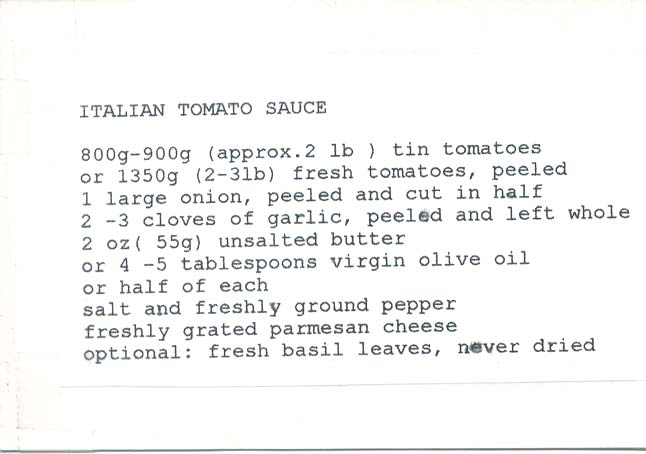 ITALIAN TOMATO SAUCE
800g-900g (approx.2 lb ) tin tomatoes
or 1350g (2-3lb) fresh tomatoes, peeled
1 large onion, peeled and cut in half
2 -3 cloves of garlic, peeled and left whole
2 oz( 55g) unsalted butter
or 4 -5 tablespoons virgin olive oil
or half of each
salt and freshly ground pepper
freshly grated parmesan cheese
optional: fresh basil leaves, never dried